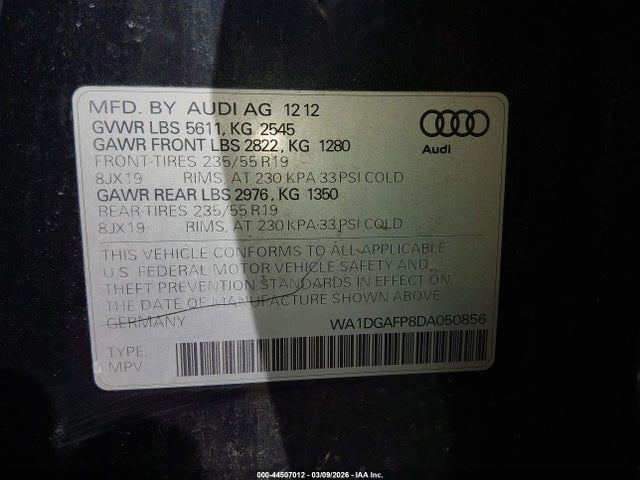 MFD. BY AUDI AG 12 12
GVWR LBS 5611, KG 2545
GAWR FRONT LBS 2822, KG 1280
FRONT-TIRES 235/55 R19
8JX19 RIMS, AT 230 KPA-33 PSI COLD
GAWR REAR LBS 2976, KG 1350
REAR-TIRES 235/55 R19
8JX19 RIMS, AT 230 KPA-33 PSI COLD
Audi
THIS VEHICLE CONFORMS TO ALL APPLICABLE
U.S. FEDERAL MOTOR VEHICLE SAFETY AND
THEFT PREVENTION STANDARDS IN EFFECT ON
THE DATE OF MANUFACTURE SHOWN ABOVE
GERMANY WA1DGAFP8DA050856
TYPE
MPV
000-44507012 - 03/09/2026 - IAA Inc.